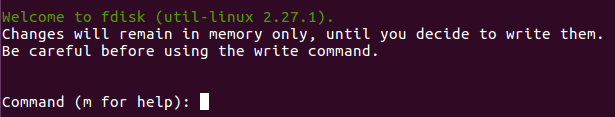 Welcome to fdisk (util-linux 2.27.1).
Changes will remain in memory only, until you decide to write them.
Be careful before using the write command.
Command (m for help):